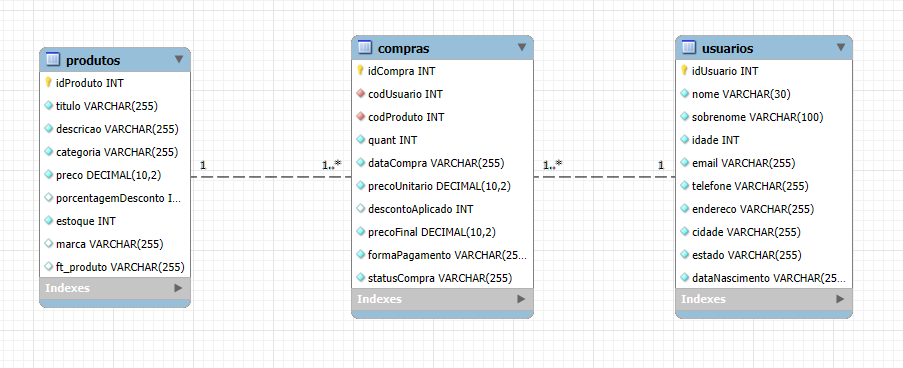 produtos
idProduto INT
titulo VARCHAR(255)
descricao VARCHAR(255)
categoria VARCHAR(255)
preco DECIMAL(10,2)
porcentagemDesconto I...
estoque INT
marca VARCHAR(255)
ft_produto VARCHAR(255)
Indexes
1
1..*
compras
idCompra INT
codUsuario INT
codProduto INT
quant INT
dataCompra VARCHAR(255)
precoUnitario DECIMAL(10,2)
descontoAplicado INT
precoFinal DECIMAL(10,2)
formaPagamento VARCHAR(25...
statusCompra VARCHAR(255)
Indexes
1..*
1
usuarios
idUsuario INT
nome VARCHAR(30)
sobrenome VARCHAR(100)
idade INT
email VARCHAR(255)
telefone VARCHAR(255)
endereco VARCHAR(255)
cidade VARCHAR(255)
estado VARCHAR(255)
dataNascimento VARCHAR(25...
Indexes